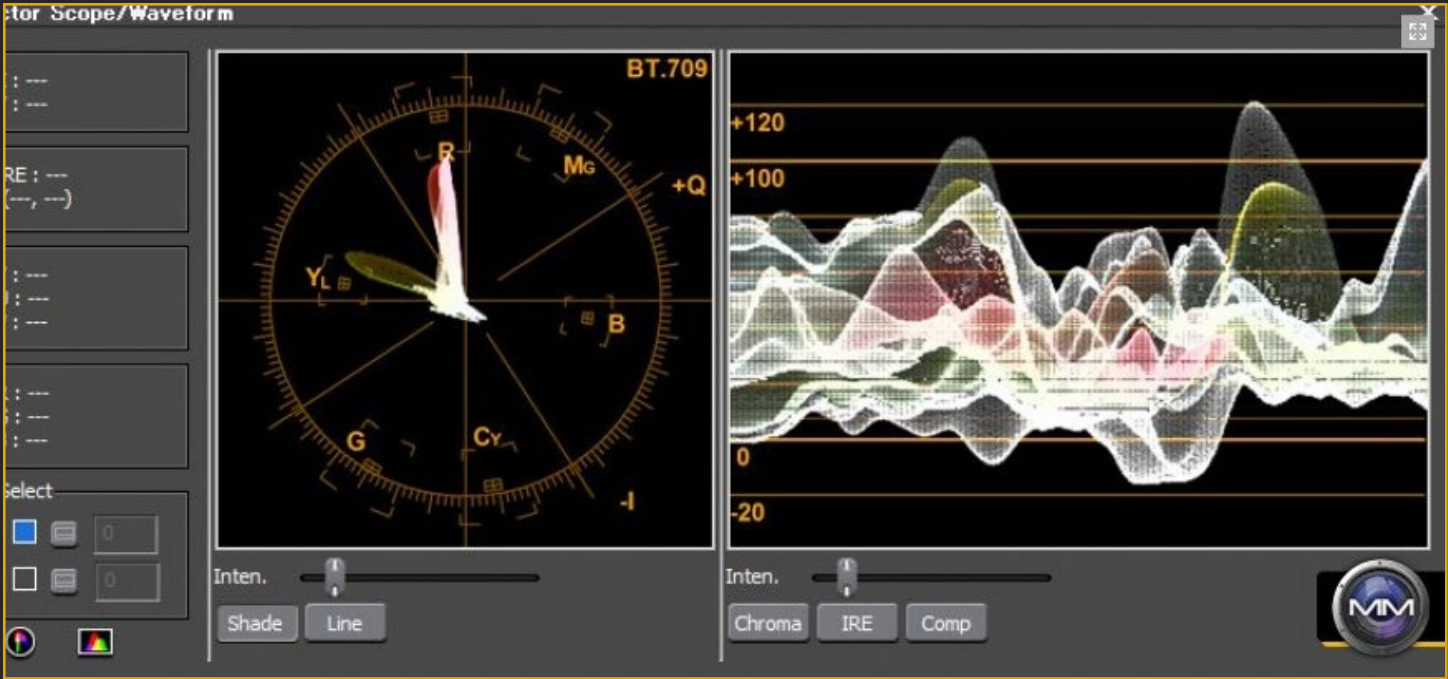 ctor Scope/Waveform
: ---
: ---
RE : ---
(---, ---)
: ---
: ---
: ---
: ---
: ---
: ---
Select
0
0
BT.709
R
MG
+Q
YL
B
G
CY
-I
Inten.
Shade
Line
+120
+100
0
-20
Inten.
Chroma
IRE
Comp
MM